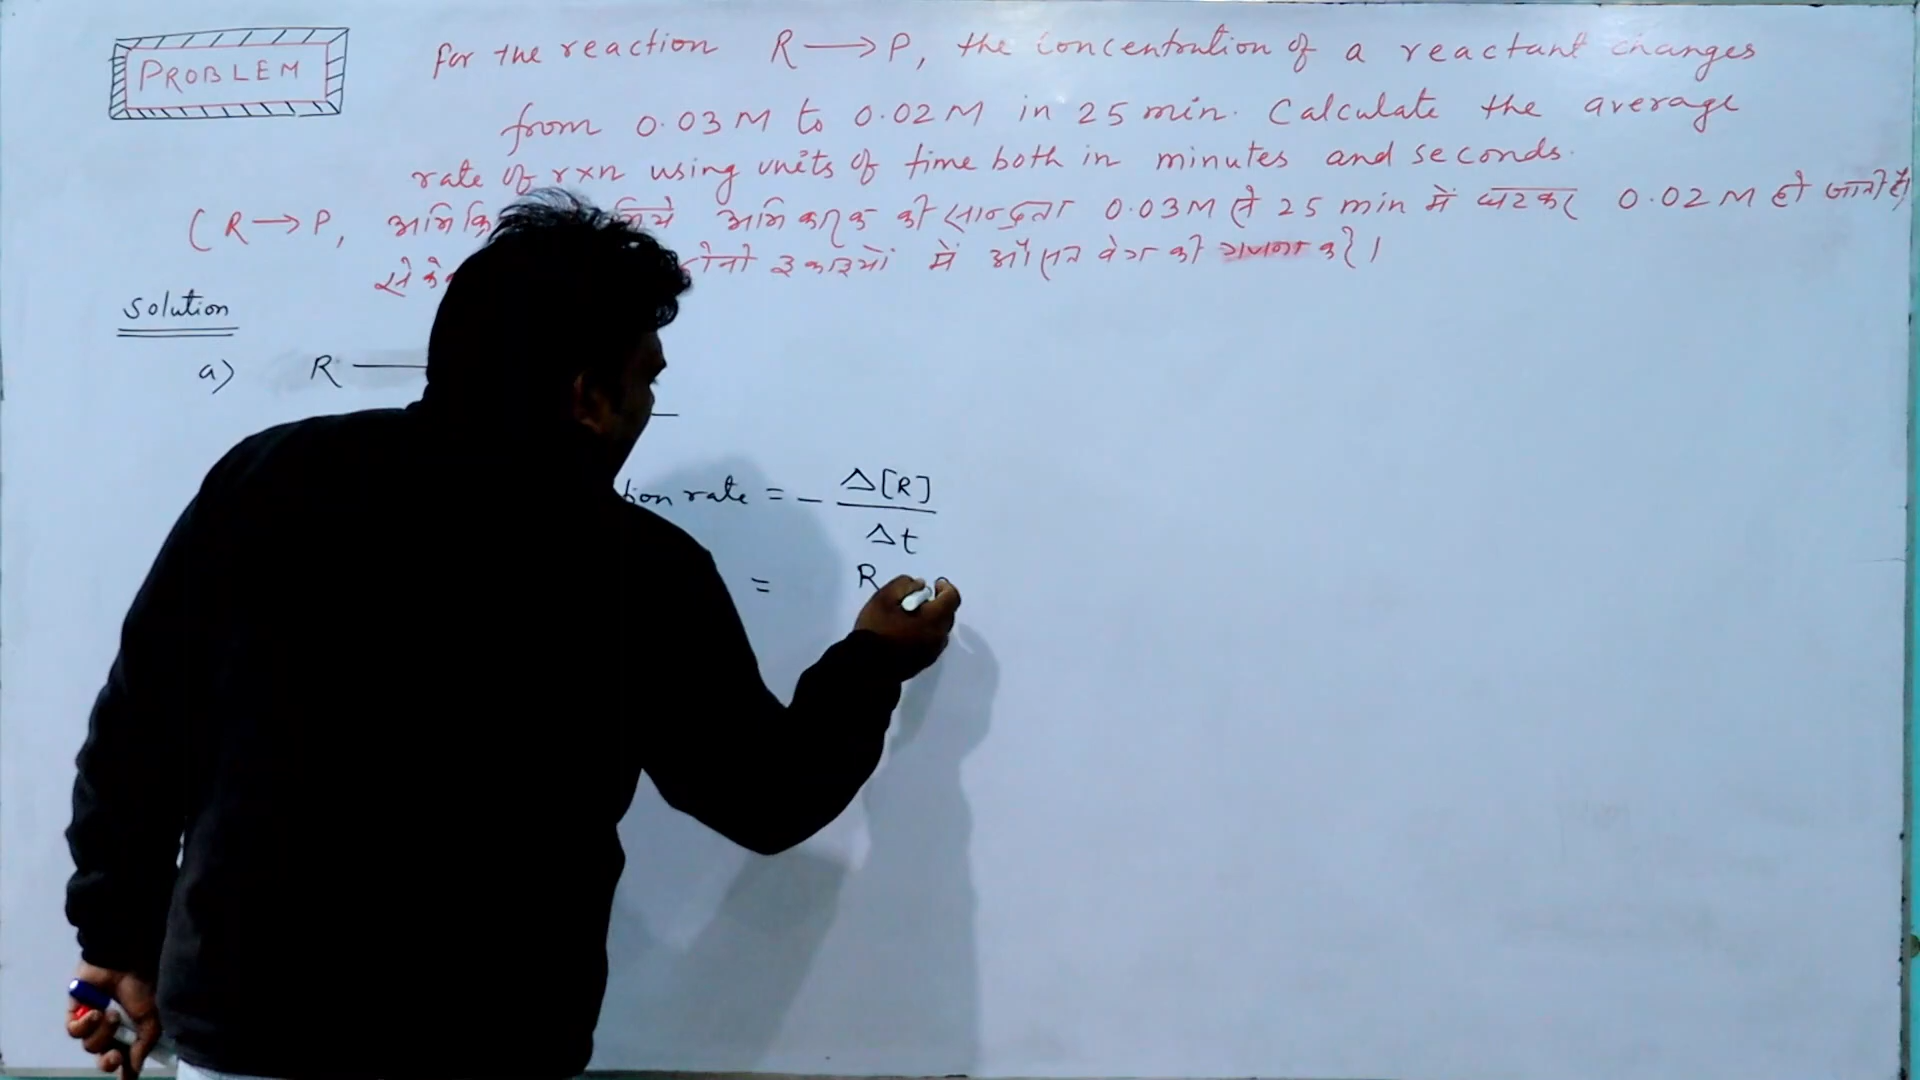 PROBLEM
for the reaction R → P, the concentration of a reactant changes
from 0.03 M to 0.02 M in 25 min. Calculate the average
rate of rxn using units of time both in minutes and seconds.
(R → P, अभिकारक की सान्द्रता 0.03M से 25 min में घटकर 0.02 M हो जाती है।
दोनो इकाइयों में औसत वेग की गणना करें।
Solution
a) R
rate = - Δ[R]
Δt
= R